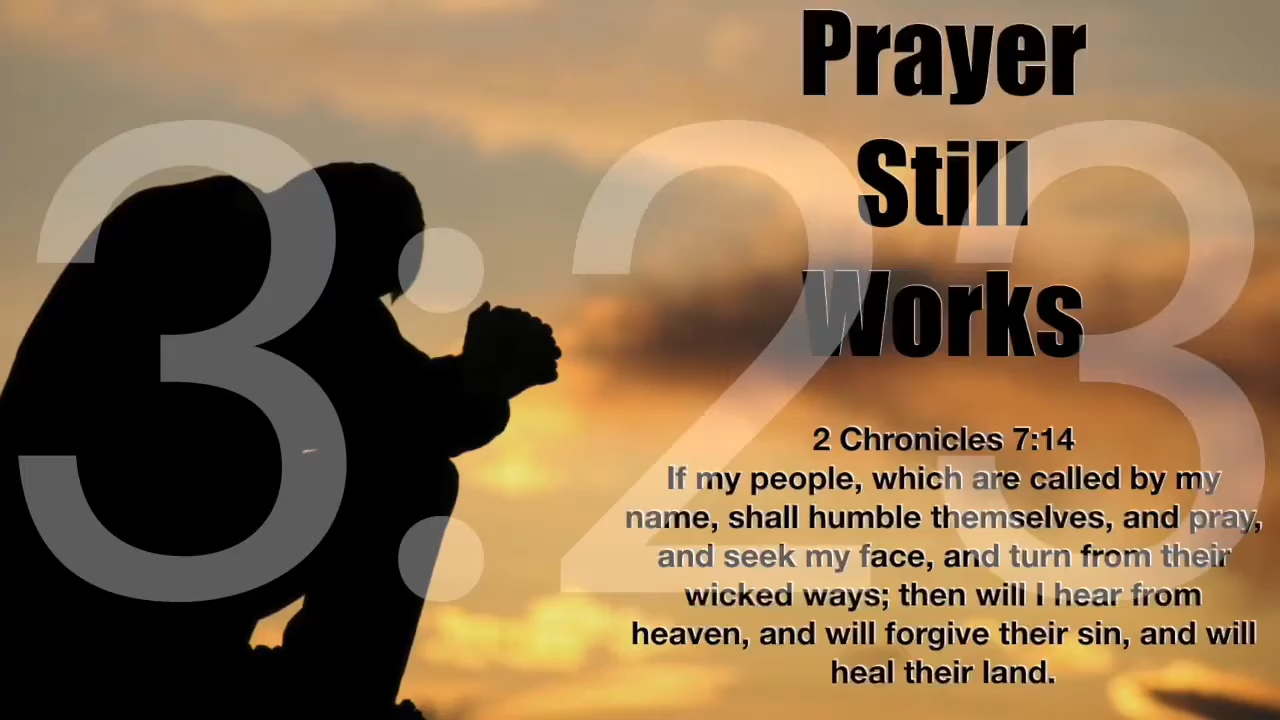 Prayer
Still
Works
3:23
2 Chronicles 7:14
If my people, which are called by my
name, shall humble themselves, and pray,
and seek my face, and turn from their
wicked ways; then will I hear from
heaven, and will forgive their sin, and will
heal their land.